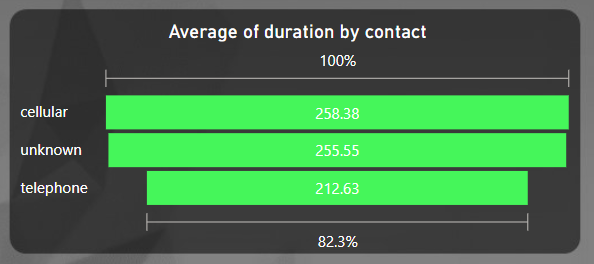 Average of duration by contact
100%
cellular 258.38
unknown 255.55
telephone 212.63
82.3%